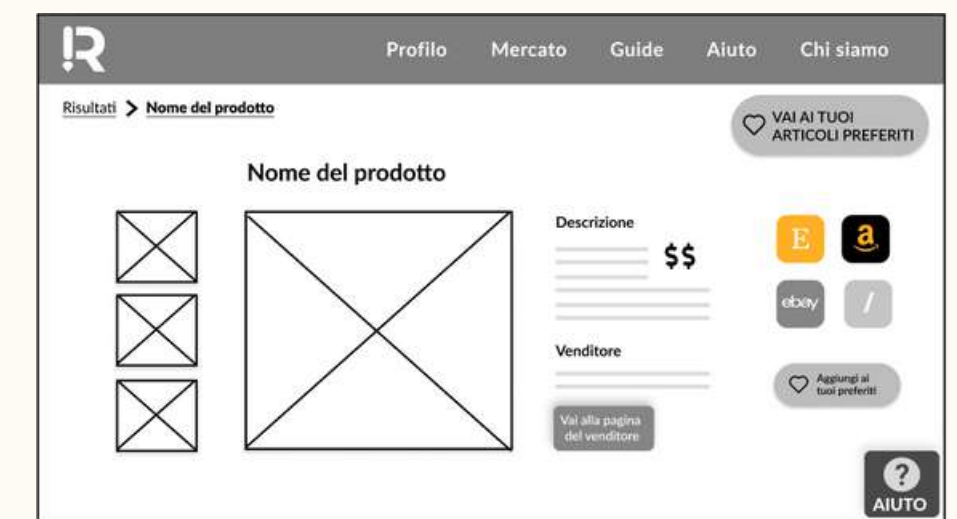 R
Profilo Mercato Guide Aiuto Chi siamo
Risultati > Nome del prodotto
VAI AI TUOI
ARTICOLI PREFERITI
Nome del prodotto
Descrizione
$$
E a
ebay /
Venditore
Aggiungi ai
tuoi preferiti
Vai alla pagina
del venditore
?
AIUTO